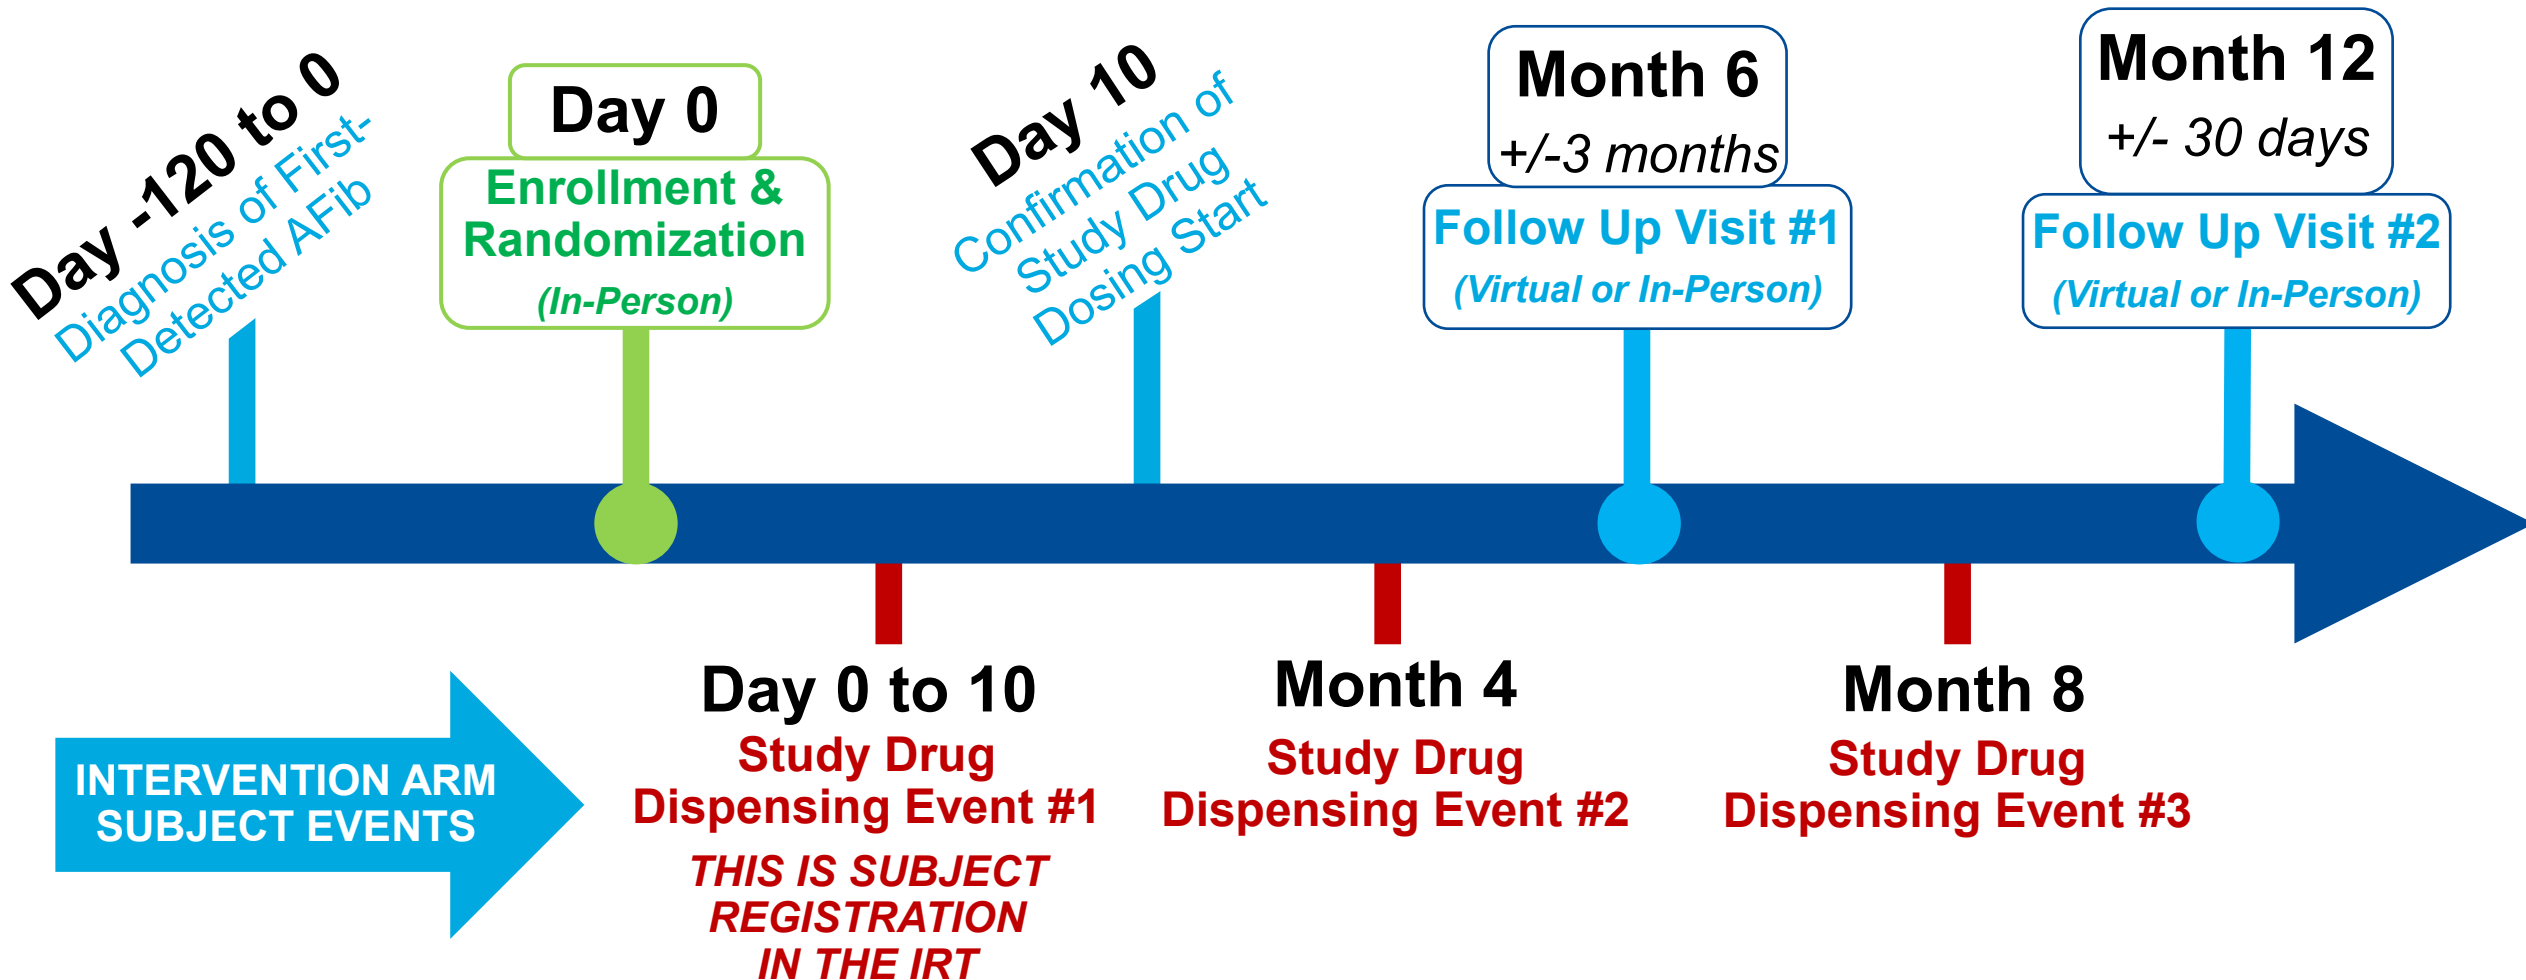 Day -120 to 0
Diagnosis of First-
Detected AFib
Day 0
Enrollment &
Randomization
(In-Person)
Day 10
Confirmation of
Study Drug
Dosing Start
Month 6
+/-3 months
Follow Up Visit #1
(Virtual or In-Person)
Month 12
+/- 30 days
Follow Up Visit #2
(Virtual or In-Person)
INTERVENTION ARM
SUBJECT EVENTS
Day 0 to 10
Study Drug
Dispensing Event #1
THIS IS SUBJECT
REGISTRATION
IN THE IRT
Month 4
Study Drug
Dispensing Event #2
Month 8
Study Drug
Dispensing Event #3